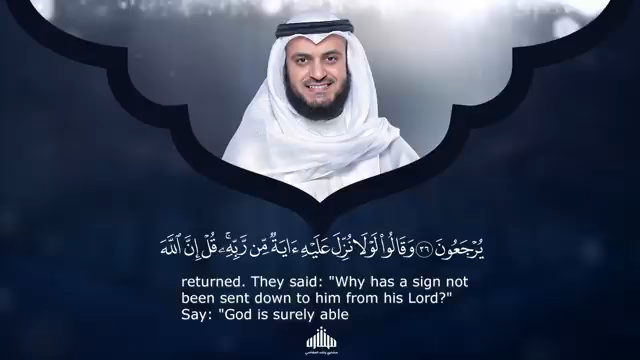 يُرْجَعُونَ ٣٦ وَقَالُوا۟ لَوْلَا نُزِّلَ عَلَيْهِ ءَايَةٌ مِّن رَّبِّهِۦ ۚ قُلْ إِنَّ ٱللَّهَ
returned. They said: "Why has a sign not
been sent down to him from his Lord?"
Say: "God is surely able